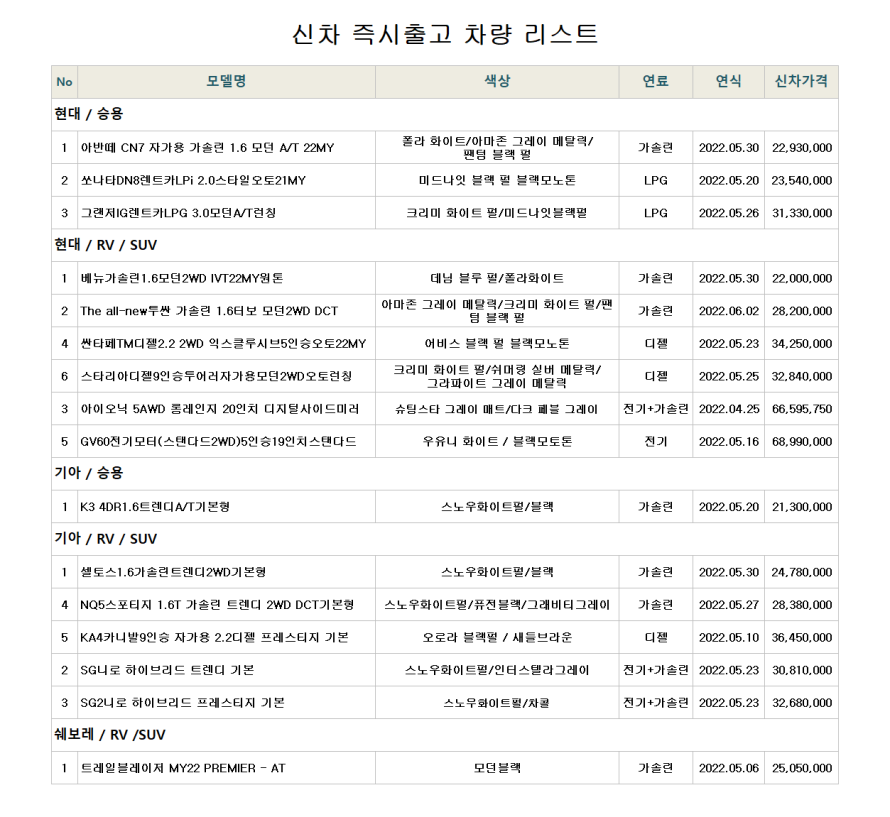 신차 즉시출고 차량 리스트
No 모델명 색상 연료 연식 신차가격
현대 / 승용
1 아반떼 CN7 자가용 가솔린 1.6 모던 A/T 22MY 폴라 화이트/아마존 그레이 메탈릭/
팬텀 블랙 펄 가솔린 2022.05.30 22,930,000
2 쏘나타DN8렌트카LPi 2.0스타일오토21MY 미드나잇 블랙 펄 블랙모노톤 LPG 2022.05.20 23,540,000
3 그랜저IG렌트카LPG 3.0모던A/T런칭 크리미 화이트 펄/미드나잇블랙펄 LPG 2022.05.26 31,330,000
현대 / RV / SUV
1 베뉴가솔린1.6모던2WD IVT22MY원톤 데님 블루 펄/폴라화이트 가솔린 2022.05.30 22,000,000
2 The all-new투싼 가솔린 1.6터보 모던2WD DCT 아마존 그레이 메탈릭/크리미 화이트 펄/팬
텀 블랙 펄 가솔린 2022.06.02 28,200,000
4 싼타페TM디젤2.2 2WD 익스클루시브5인승오토22MY 어비스 블랙 펄 블랙모노톤 디젤 2022.05.23 34,250,000
6 스타리아디젤9인승투어러자가용모던2WD오토런칭 크리미 화이트 펄/쉬머링 실버 메탈릭/
그라파이트 그레이 메탈릭 디젤 2022.05.25 32,840,000
3 아이오닉 5AWD 롱레인지 20인치 디지털사이드미러 슈팅스타 그레이 매트/다크 페블 그레이 전기+가솔린 2022.04.25 66,595,750
5 GV60전기모터(스탠다드2WD)5인승19인치스탠다드 우유니 화이트 / 블랙모토톤 전기 2022.05.16 68,990,000
기아 / 승용
1 K3 4DR1.6트렌디A/T기본형 스노우화이트펄/블랙 가솔린 2022.05.20 21,300,000
기아 / RV / SUV
1 셀토스1.6가솔린트렌디2WD기본형 스노우화이트펄/블랙 가솔린 2022.05.30 24,780,000
4 NQ5스포티지 1.6T 가솔린 트렌디 2WD DCT기본형 스노우화이트펄/퓨전블랙/그래비티그레이 가솔린 2022.05.27 28,380,000
5 KA4카니발9인승 자가용 2.2디젤 프레스티지 기본 오로라 블랙펄 / 새들브라운 디젤 2022.05.10 36,450,000
2 SG니로 하이브리드 트렌디 기본 스노우화이트펄/인터스텔라그레이 전기+가솔린 2022.05.23 30,810,000
3 SG2니로 하이브리드 프레스티지 기본 스노우화이트펄/차콜 전기+가솔린 2022.05.23 32,680,000
쉐보레 / RV /SUV
1 트레일블레이저 MY22 PREMIER - AT 모던블랙 가솔린 2022.05.06 25,050,000